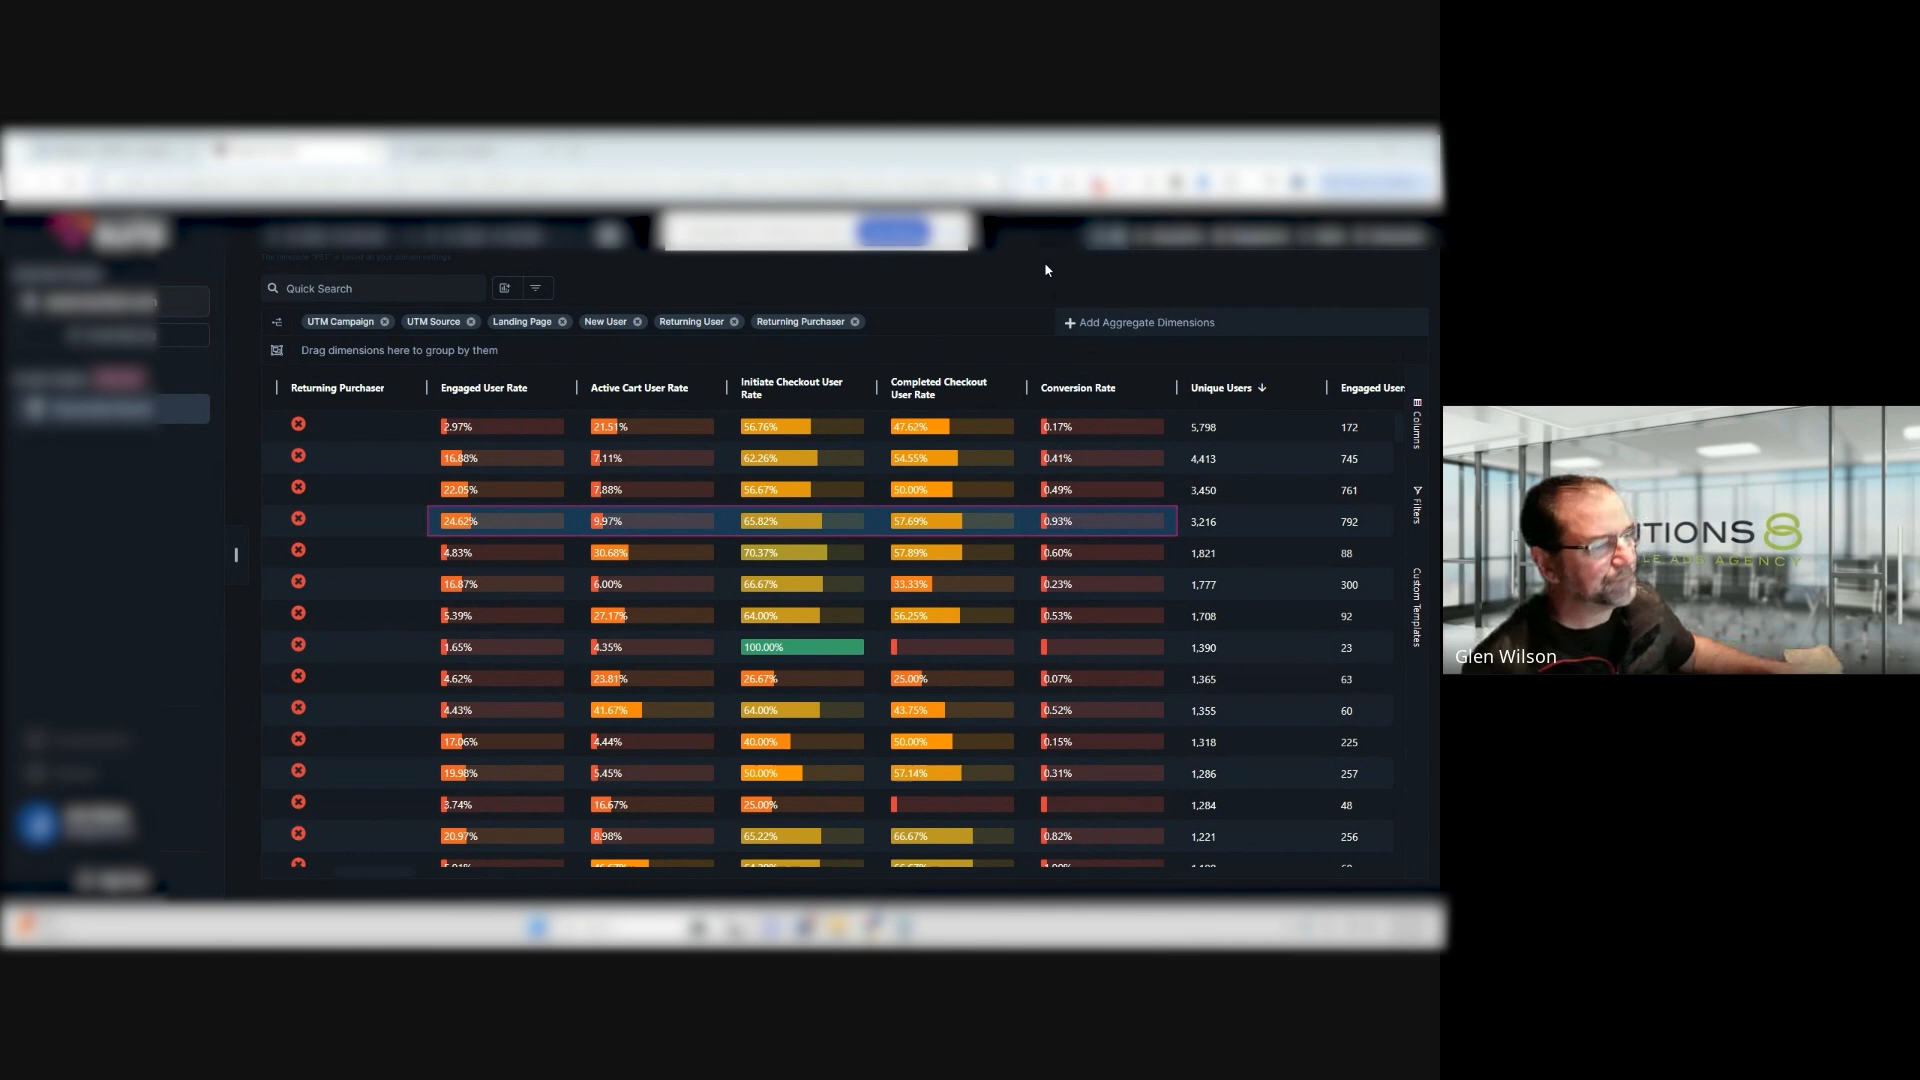 Quick Search
UTM Campaign UTM Source Landing Page New User Returning User Returning Purchaser
Add Aggregate Dimensions
Drag dimensions here to group by them
Returning Purchaser Engaged User Rate Active Cart User Rate Initiate Checkout User Rate Completed Checkout User Rate Conversion Rate Unique Users Engaged User
2.97% 21.51% 56.76% 47.62% 0.17% 5,798 172
16.88% 7.11% 62.26% 54.55% 0.41% 4,413 745
22.05% 7.88% 56.67% 50.00% 0.49% 3,450 761
24.62% 9.97% 65.82% 57.69% 0.93% 3,216 792
4.83% 30.68% 70.37% 57.89% 0.60% 1,821 88
16.87% 6.00% 66.67% 33.33% 0.23% 1,777 300
5.39% 27.17% 64.00% 56.25% 0.53% 1,708 92
1.65% 4.35% 100.00% 1,390 23
4.62% 23.81% 26.67% 25.00% 0.07% 1,365 63
4.43% 41.67% 64.00% 43.75% 0.52% 1,355 60
17.06% 4.44% 40.00% 50.00% 0.15% 1,318 225
19.98% 5.45% 50.00% 57.14% 0.31% 1,286 257
3.74% 16.67% 25.00% 1,284 48
20.97% 8.98% 65.22% 66.67% 0.82% 1,221 256
Columns
Filters
Custom Templates
UTIONS 8
LE ADS AGENCY
Glen Wilson